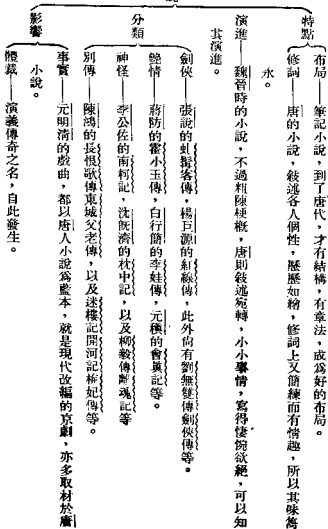 特點
布局──筆記小說，到了唐代，才有結構，有章法，成爲好的布局。
修詞──唐的小說，敍述各人個性，歷歷如繪，修詞上又簡練而有情趣，所以其味雋
永。
演進──魏晉時的小說，不過粗陳梗槪，唐則敍述宛轉，小小事情，寫得悽惋欲絕，可以知
其演進。
分類
劍俠──張說的虬髯客傳，楊巨源的紅線傳，此外尙有劉無雙傳劍俠傳等。
艷情──蔣防的霍小玉傳，白行簡的李娃傳，元稹的會眞記等。
神怪──李公佐的南柯記，沈旣濟的枕中記，以及柳毅傳離魂記等
別傳──陳鴻的長恨歌傳東城父老傳，以及迷樓記開河記梅妃傳等。
影響
事實──元明淸的戲曲，都以唐人小說爲藍本，就是現代改編的京劇，亦多取材於唐
小說。
體裁──演義傳奇之名，自此發生。